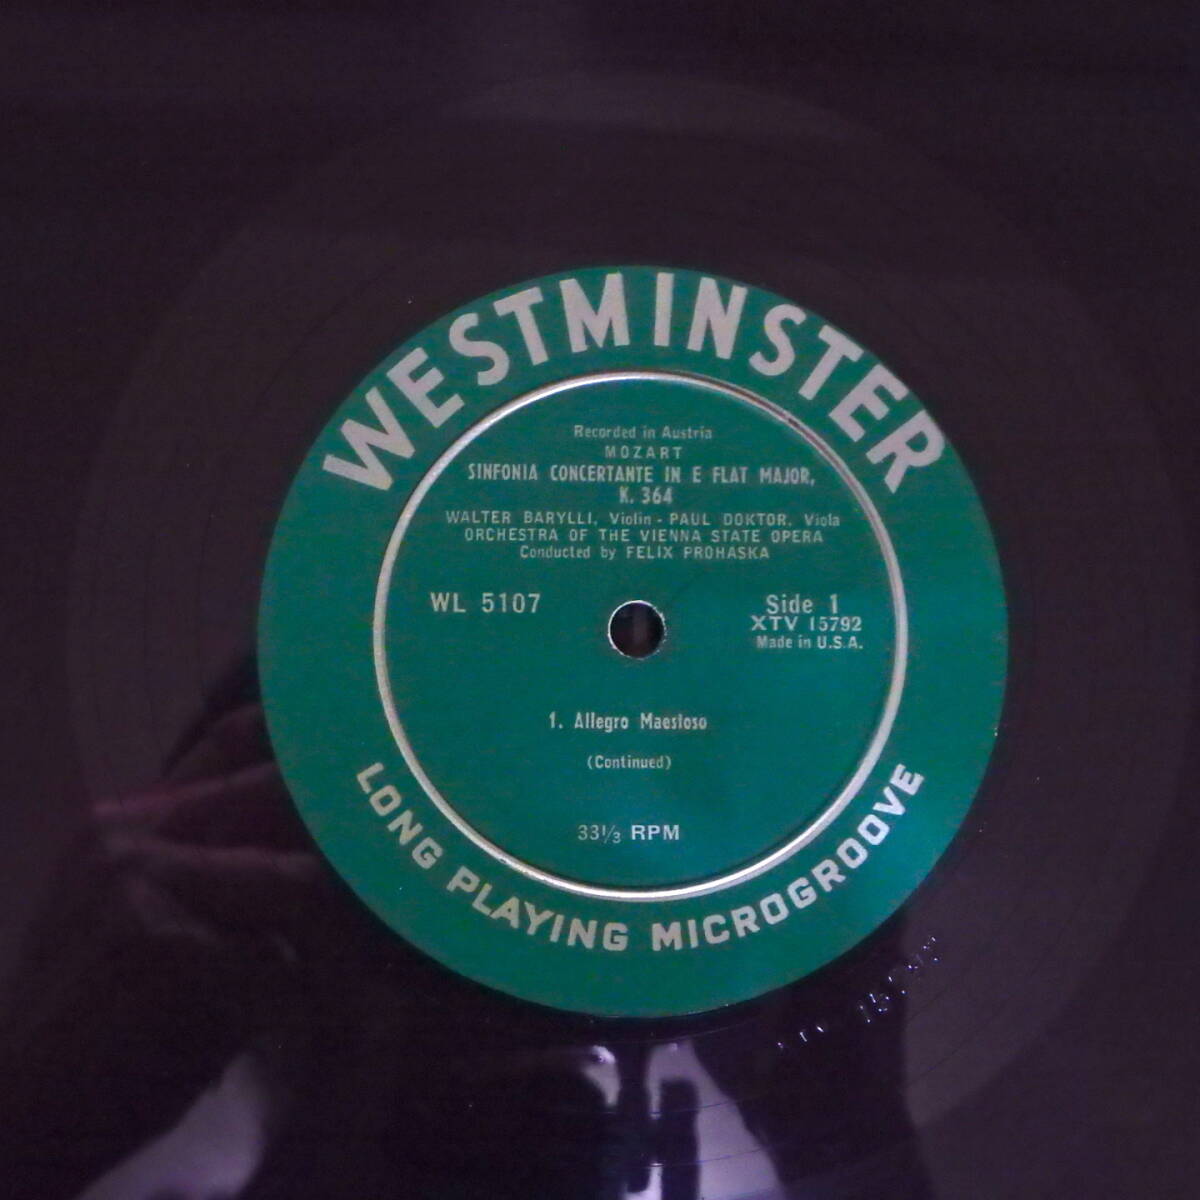 WESTMINSTER
Recorded in Austria
MOZART
SINFONIA CONCERTANTE IN E FLAT MAJOR,
K. 364
WALTER BARYLLI, Violin - PAUL DOKTOR, Viola
ORCHESTRA OF THE VIENNA STATE OPERA
Conducted by FELIX PROHASKA
WL 5107
Side 1
XTV 15792
Made in U.S.A.
1. Allegro Maestoso
(Continued)
33 1/3 RPM
LONG PLAYING MICROGROOVE